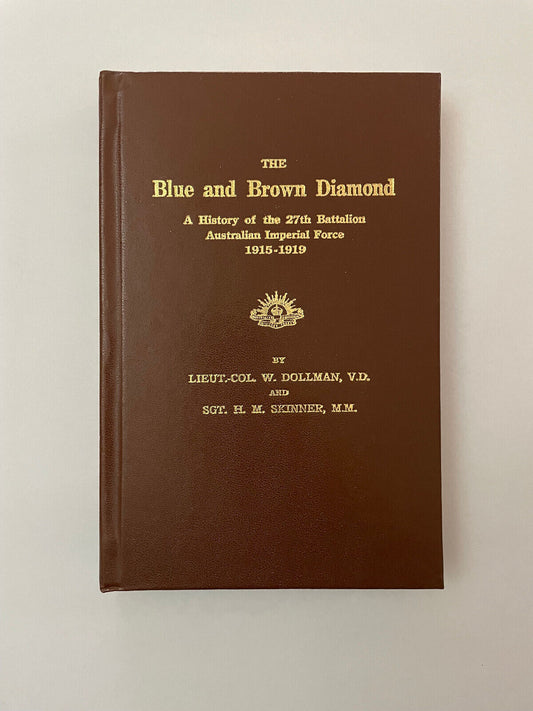 THE
Blue and Brown Diamond
A History of the 27th Battalion
Australian Imperial Force
1915-1919
BY
LIEUT.-COL. W. DOLLMAN, V.D.
AND
SGT. H. M. SKINNER, M.M.